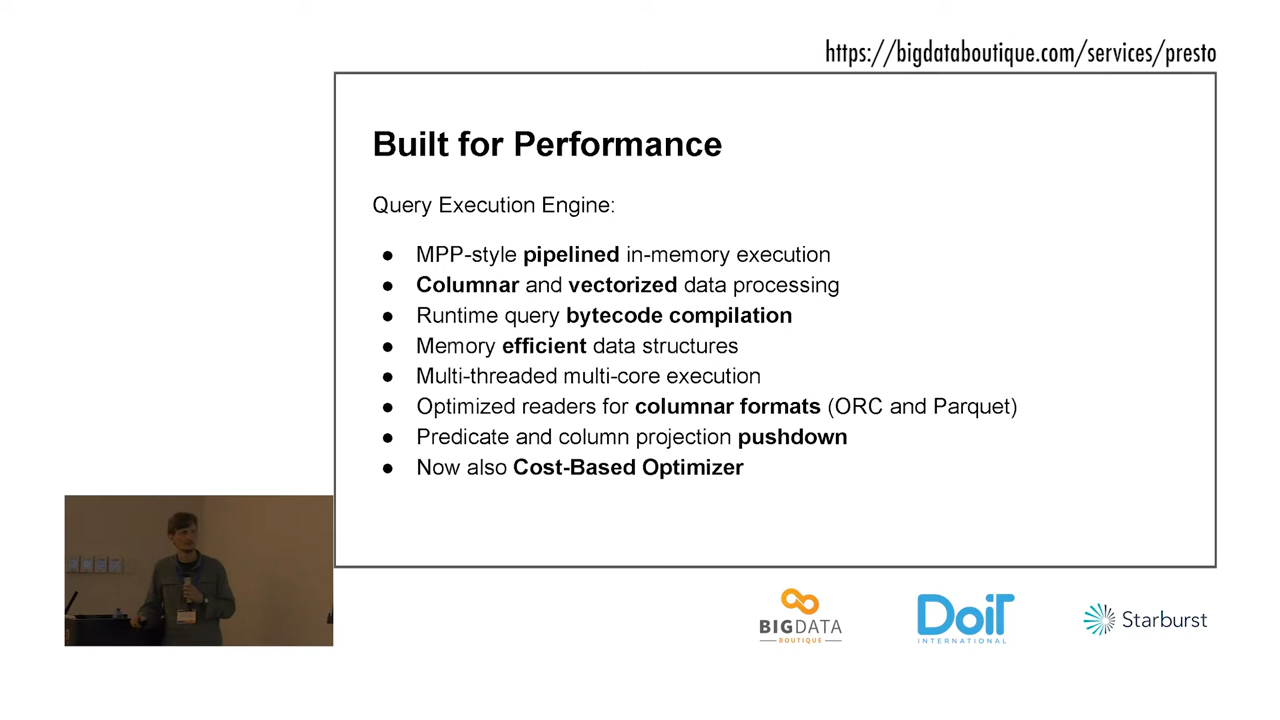 https://bigdataboutique.com/services/presto
Built for Performance
Query Execution Engine:
● MPP-style pipelined in-memory execution
● Columnar and vectorized data processing
● Runtime query bytecode compilation
● Memory efficient data structures
● Multi-threaded multi-core execution
● Optimized readers for columnar formats (ORC and Parquet)
● Predicate and column projection pushdown
● Now also Cost-Based Optimizer
BIGDATA
BOUTIQUE
DoiT
INTERNATIONAL
Starburst